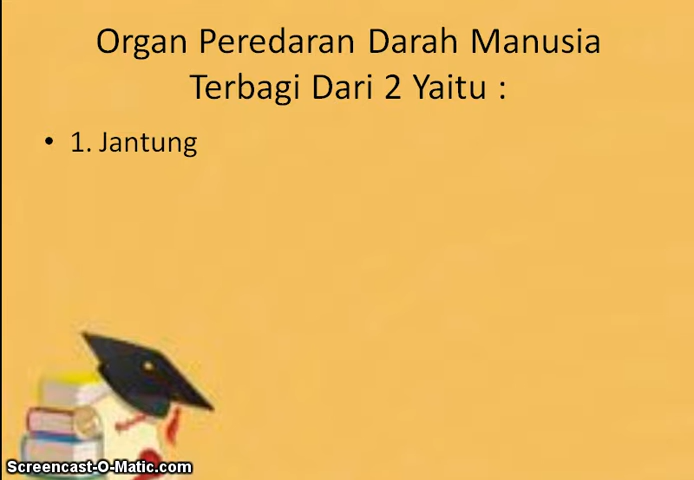 Organ Peredaran Darah Manusia
Terbagi Dari 2 Yaitu :
• 1. Jantung
Screencast-O-Matic.com